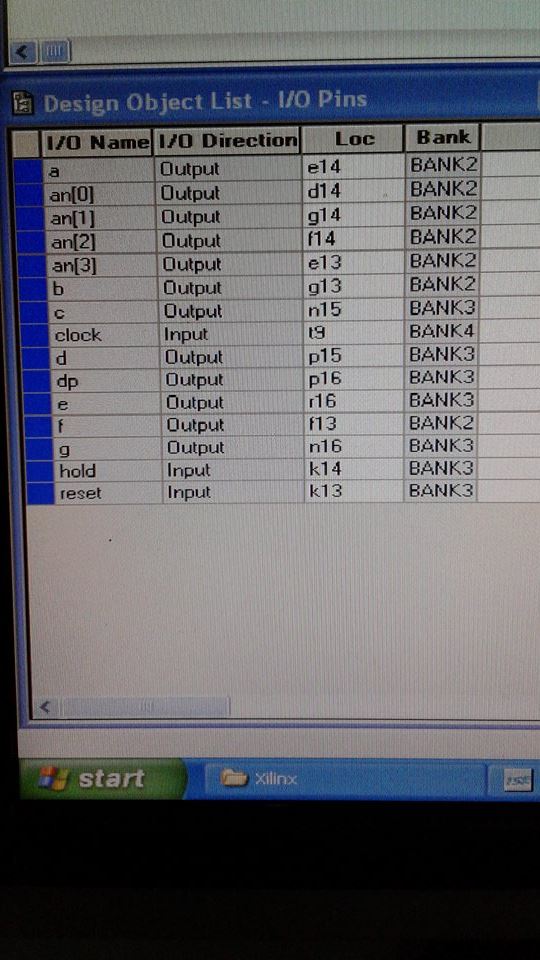 Design Object List - I/O Pins
I/O Name I/O Direction Loc Bank
a Output e14 BANK2
an[0] Output d14 BANK2
an[1] Output g14 BANK2
an[2] Output f14 BANK2
an[3] Output e13 BANK2
b Output g13 BANK2
c Output n15 BANK3
clock Input t9 BANK4
d Output p15 BANK3
dp Output p16 BANK3
e Output r16 BANK3
f Output f13 BANK2
g Output n16 BANK3
hold Input k14 BANK3
reset Input k13 BANK3
start Xilinx